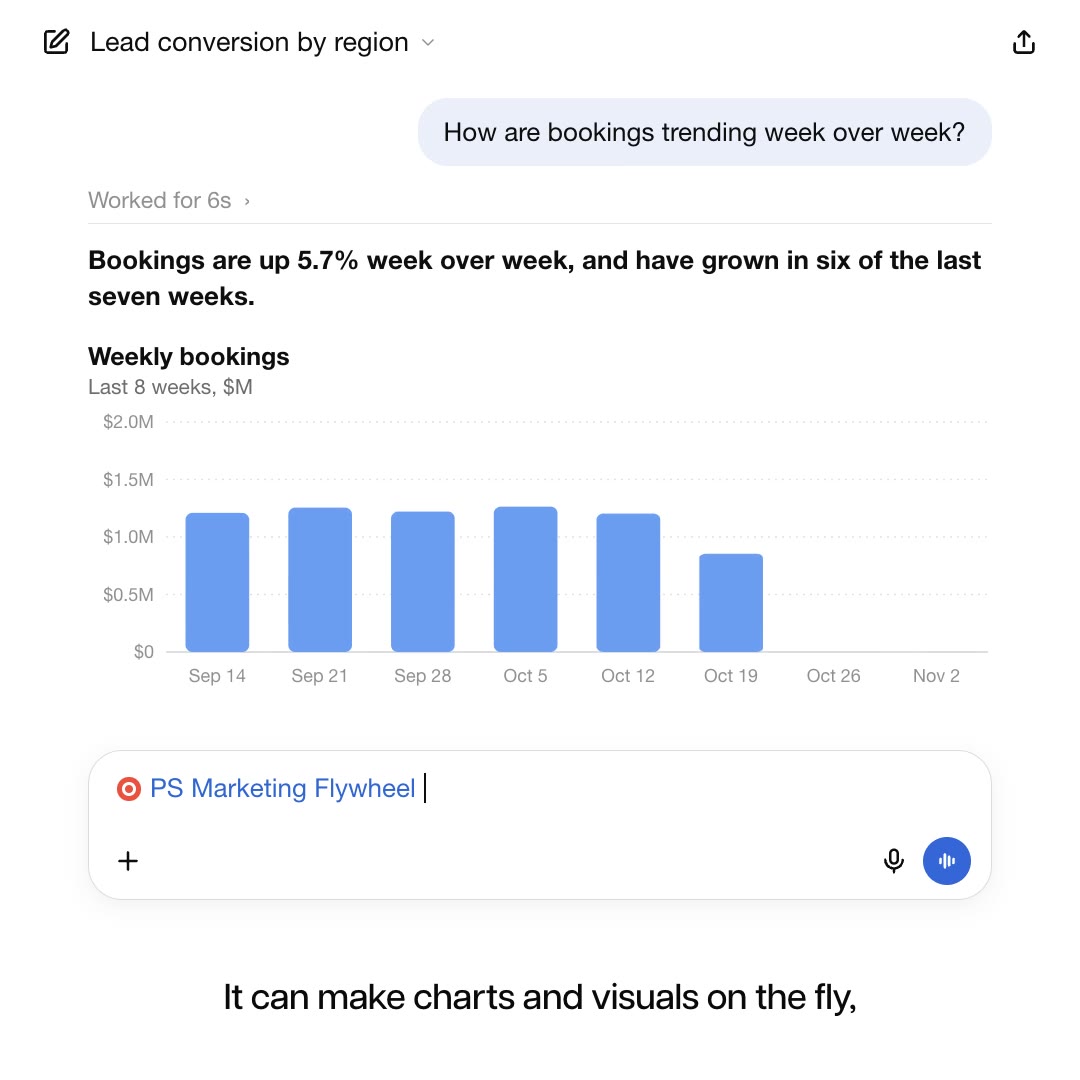 Lead conversion by region
How are bookings trending week over week?
Worked for 6s
Bookings are up 5.7% week over week, and have grown in six of the last
seven weeks.
Weekly bookings
Last 8 weeks, $M
$2.0M
$1.5M
$1.0M
$0.5M
$0
Sep 14 Sep 21 Sep 28 Oct 5 Oct 12 Oct 19 Oct 26 Nov 2
PS Marketing Flywheel
It can make charts and visuals on the fly,